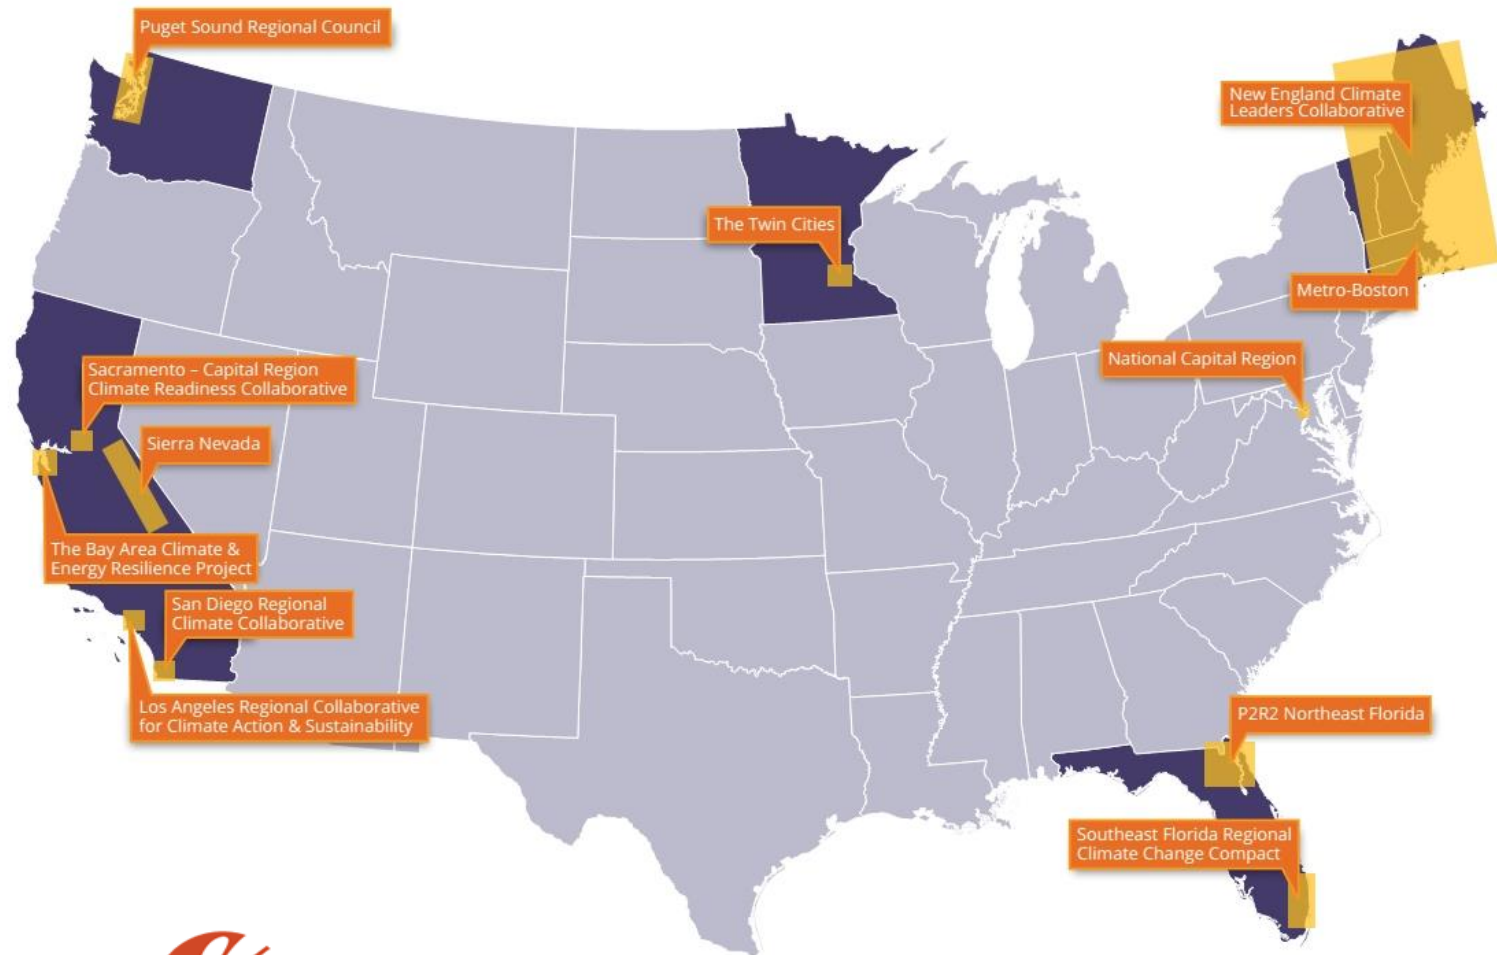 Puget Sound Regional Council
New England Climate
Leaders Collaborative
The Twin Cities
Metro-Boston
National Capital Region
Sacramento – Capital Region
Climate Readiness Collaborative
Sierra Nevada
The Bay Area Climate &
Energy Resilience Project
San Diego Regional
Climate Collaborative
Los Angeles Regional Collaborative
for Climate Action & Sustainability
P2R2 Northeast Florida
Southeast Florida Regional
Climate Change Compact